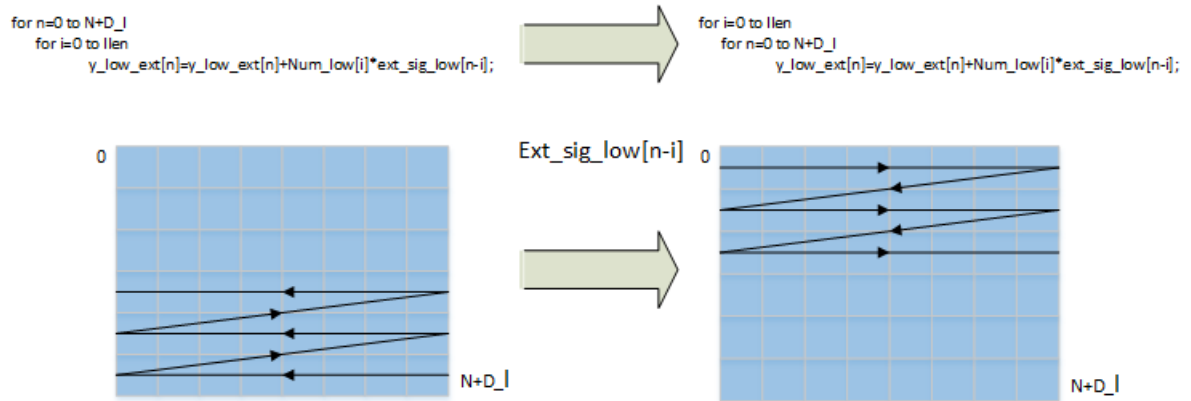 for n=0 to N+D_l
for i=0 to llen
y_low_ext[n]=y_low_ext[n]+Num_low[i]*ext_sig_low[n-i];
for i=0 to llen
for n=0 to N+D_l
y_low_ext[n]=y_low_ext[n]+Num_low[i]*ext_sig_low[n-i];
0
Ext_sig_low[n-i]
0
N+D_l
N+D_l